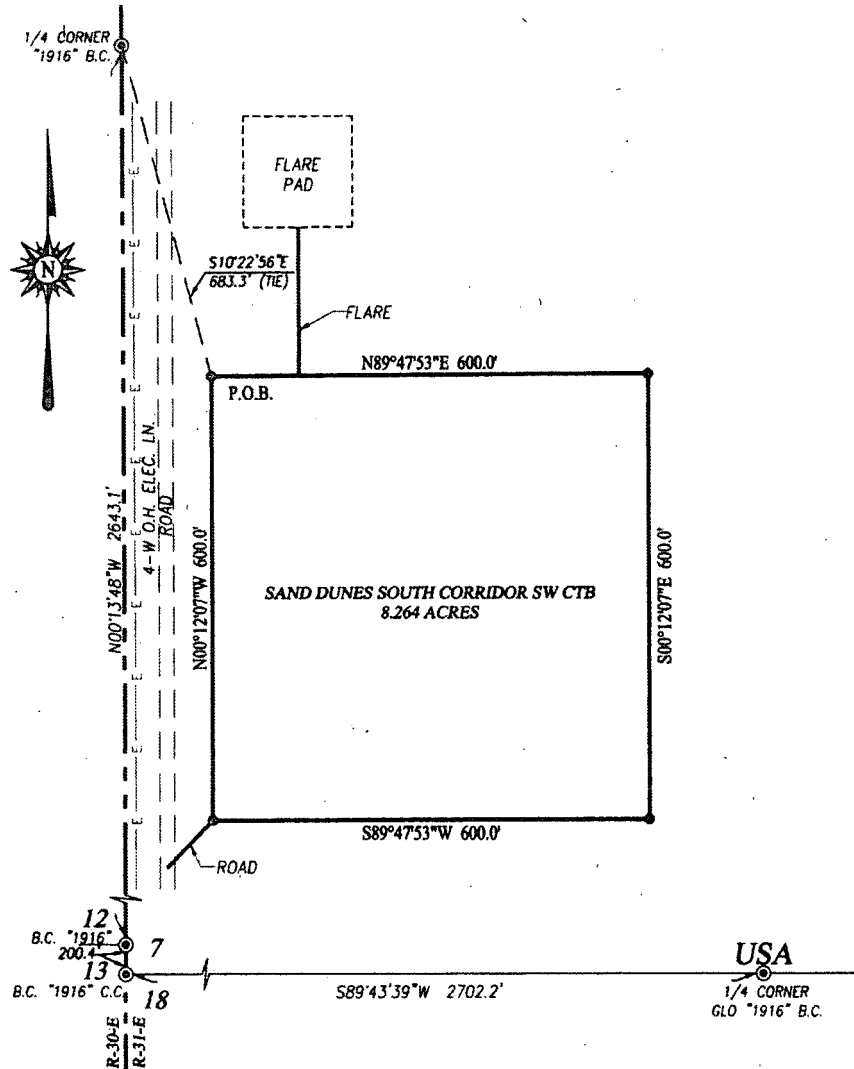 1/4 CORNER
"1916" B.C.
FLARE
PAD
N
S10°22'56"E
683.3' (TIE)
FLARE
N89°47'53"E 600.0'
P.O.B.
E
E
E
E
E
E
E
E
E
E
N00°13'48"W 2643.1'
4-W O.H. ELEC. LN.
ROAD
N00°12'07"W 600.0'
SAND DUNES SOUTH CORRIDOR SW CTB
8.264 ACRES
S00°12'07"E 600.0'
S89°47'53"W 600.0'
ROAD
12
B.C. "1916"
7
200.4'
13
B.C. "1916" C.C.
18
USA
S89°43'39"W 2702.2'
1/4 CORNER
GLO "1916" B.C.
R-30-E
R-31-E